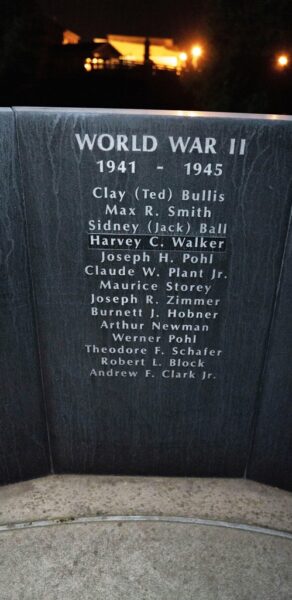 WORLD WAR II
1941 - 1945
Clay (Ted) Bullis
Max R. Smith
Sidney (Jack) Ball
Harvey C. Walker
Joseph H. Pohl
Claude W. Plant Jr.
Maurice Storey
Joseph R. Zimmer
Burnett J. Hobner
Arthur Newman
Werner Pohl
Theodore F. Schafer
Robert L. Block
Andrew F. Clark Jr.